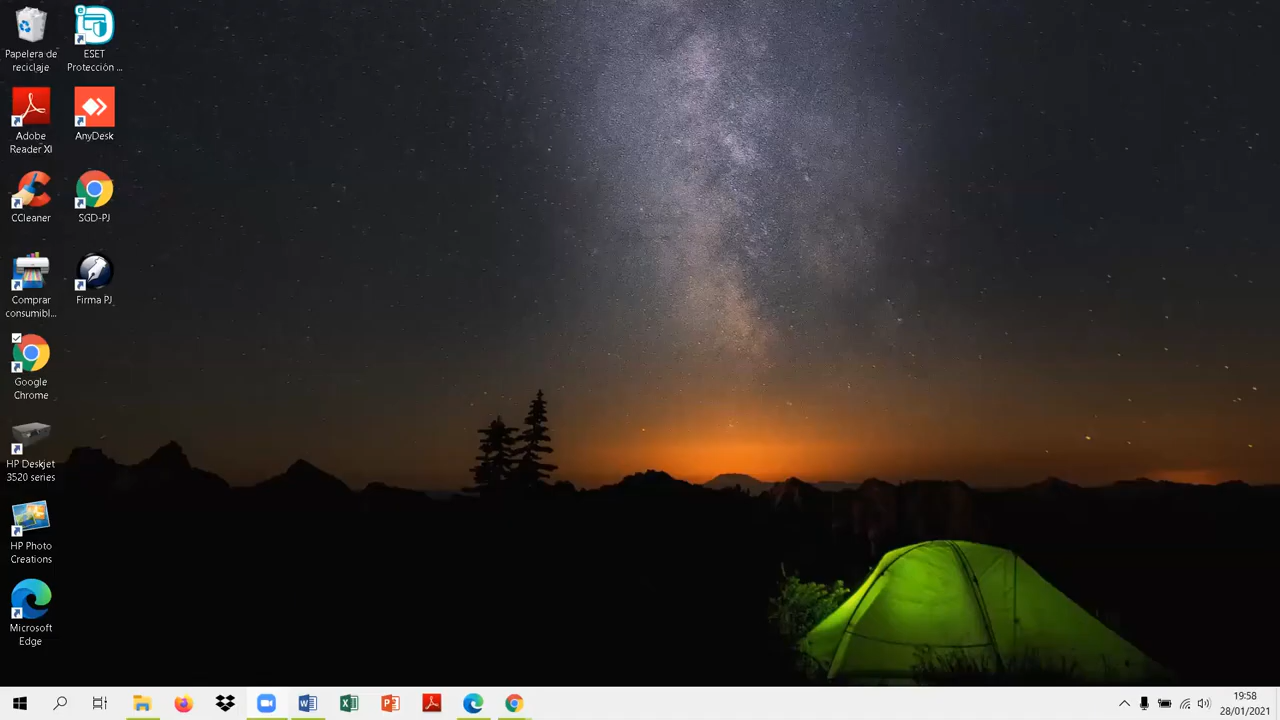 Papelera de
reciclaje
ESET
Protección ...
Adobe
Reader XI
AnyDesk
CCleaner
SGD-PJ
Comprar
consumibl...
Firma PJ
Google
Chrome
HP Deskjet
3520 series
HP Photo
Creations
Microsoft
Edge
19:58
28/01/2021